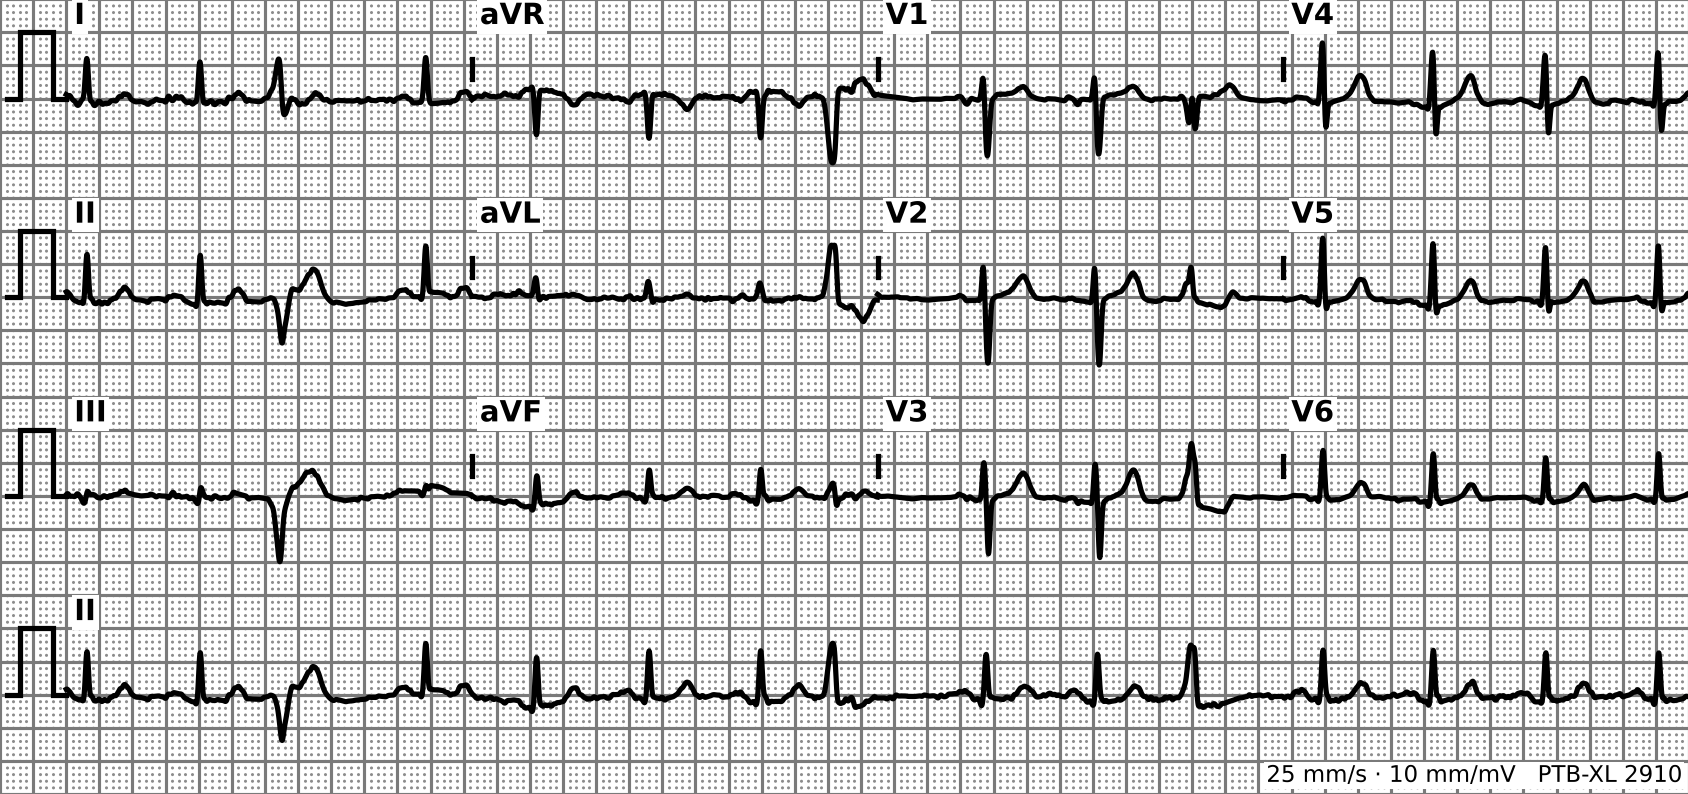 I aVR V1 V4
II aVL V2 V5
III aVF V3 V6
II
25 mm/s · 10 mm/mV PTB-XL 2910